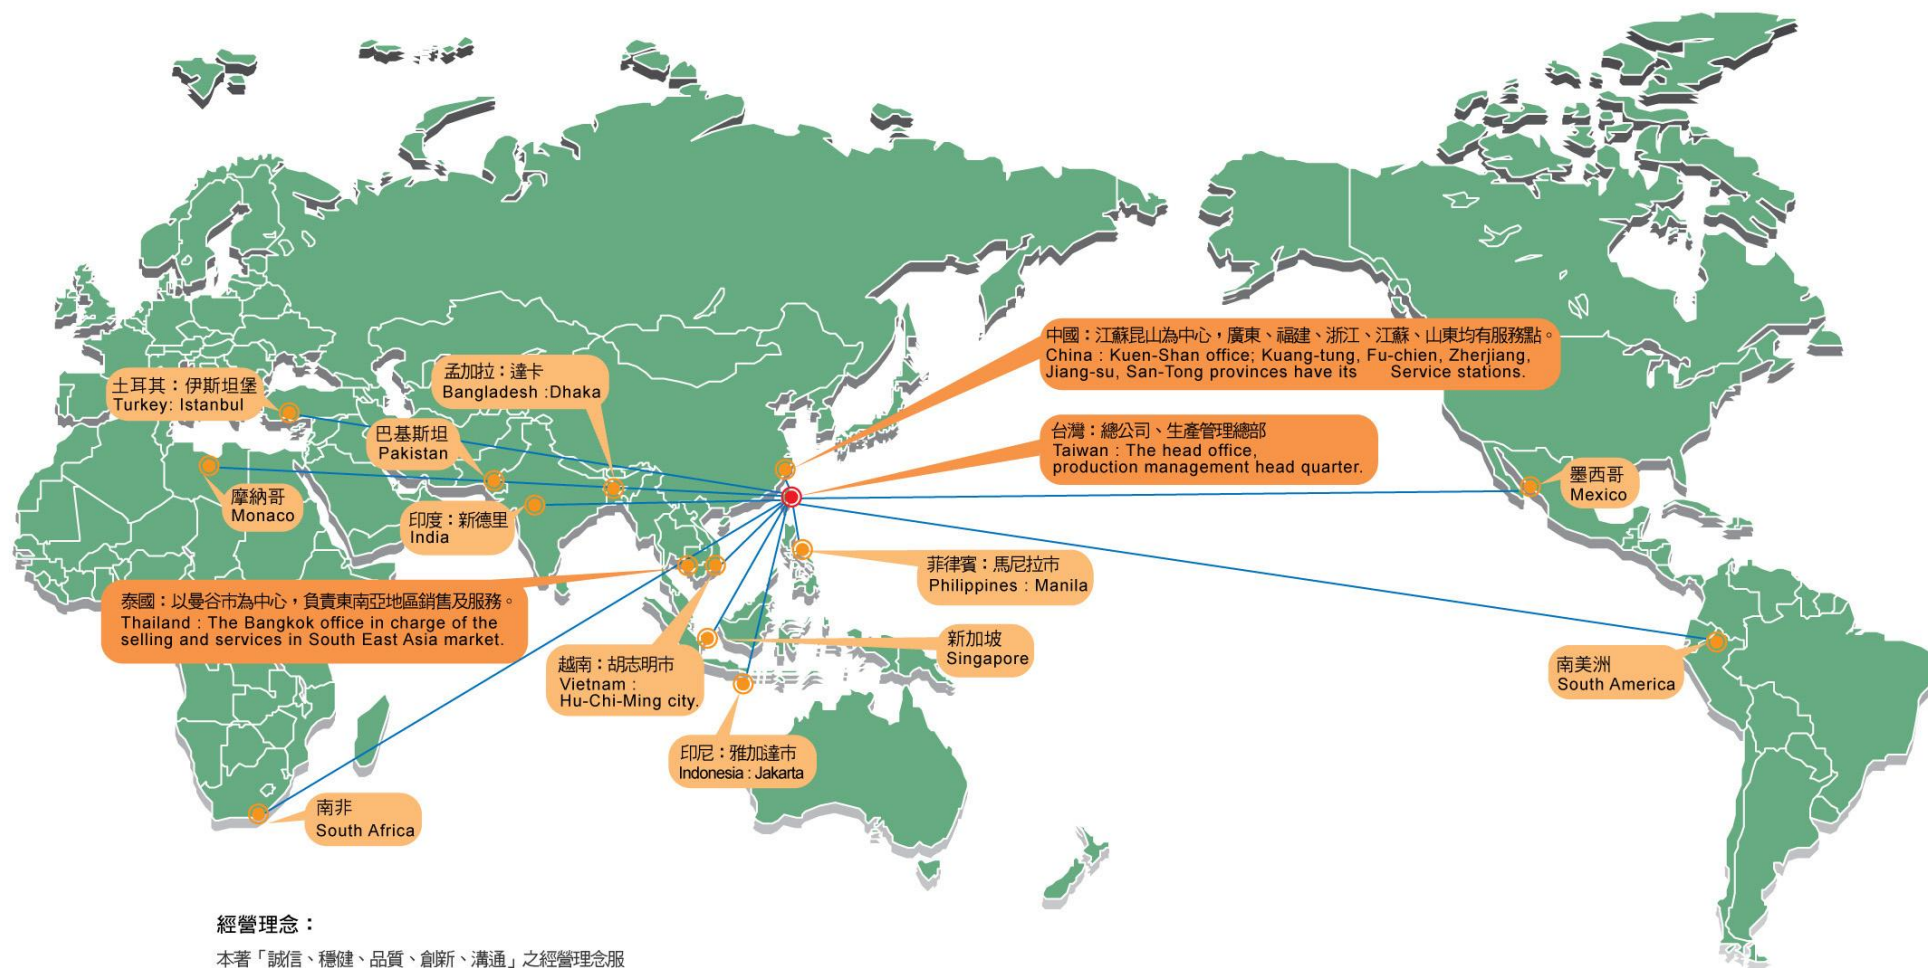 中國：江蘇昆山為中心，廣東、福建、浙江、江蘇、山東均有服務點。
China : Kuen-Shan office; Kuang-tung, Fu-chien, Zherjiang,
Jiang-su, San-Tong provinces have its Service stations.
孟加拉：達卡
Bangladesh :Dhaka
土耳其：伊斯坦堡
Turkey: Istanbul
巴基斯坦
Pakistan
台灣：總公司、生產管理總部
Taiwan : The head office,
production management head quarter.
墨西哥
Mexico
摩納哥
Monaco
印度：新德里
India
菲律賓：馬尼拉市
Philippines : Manila
泰國：以曼谷市為中心，負責東南亞地區銷售及服務。
Thailand : The Bangkok office in charge of the
selling and services in South East Asia market.
新加坡
Singapore
越南：胡志明市
Vietnam :
Hu-Chi-Ming city.
南美洲
South America
印尼：雅加達市
Indonesia : Jakarta
南非
South Africa
經營理念：
本著「誠信、穩健、品質、創新、溝通」之經營理念服